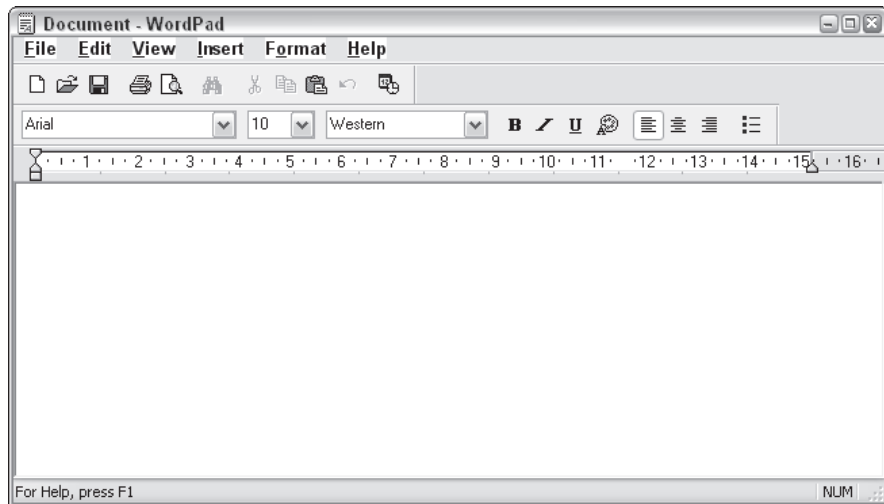 Document - WordPad
File Edit View Insert Format Help
Arial 10 Western B I U
1 2 3 4 5 6 7 8 9 10 11 12 13 14 15 16
For Help, press F1 NUM